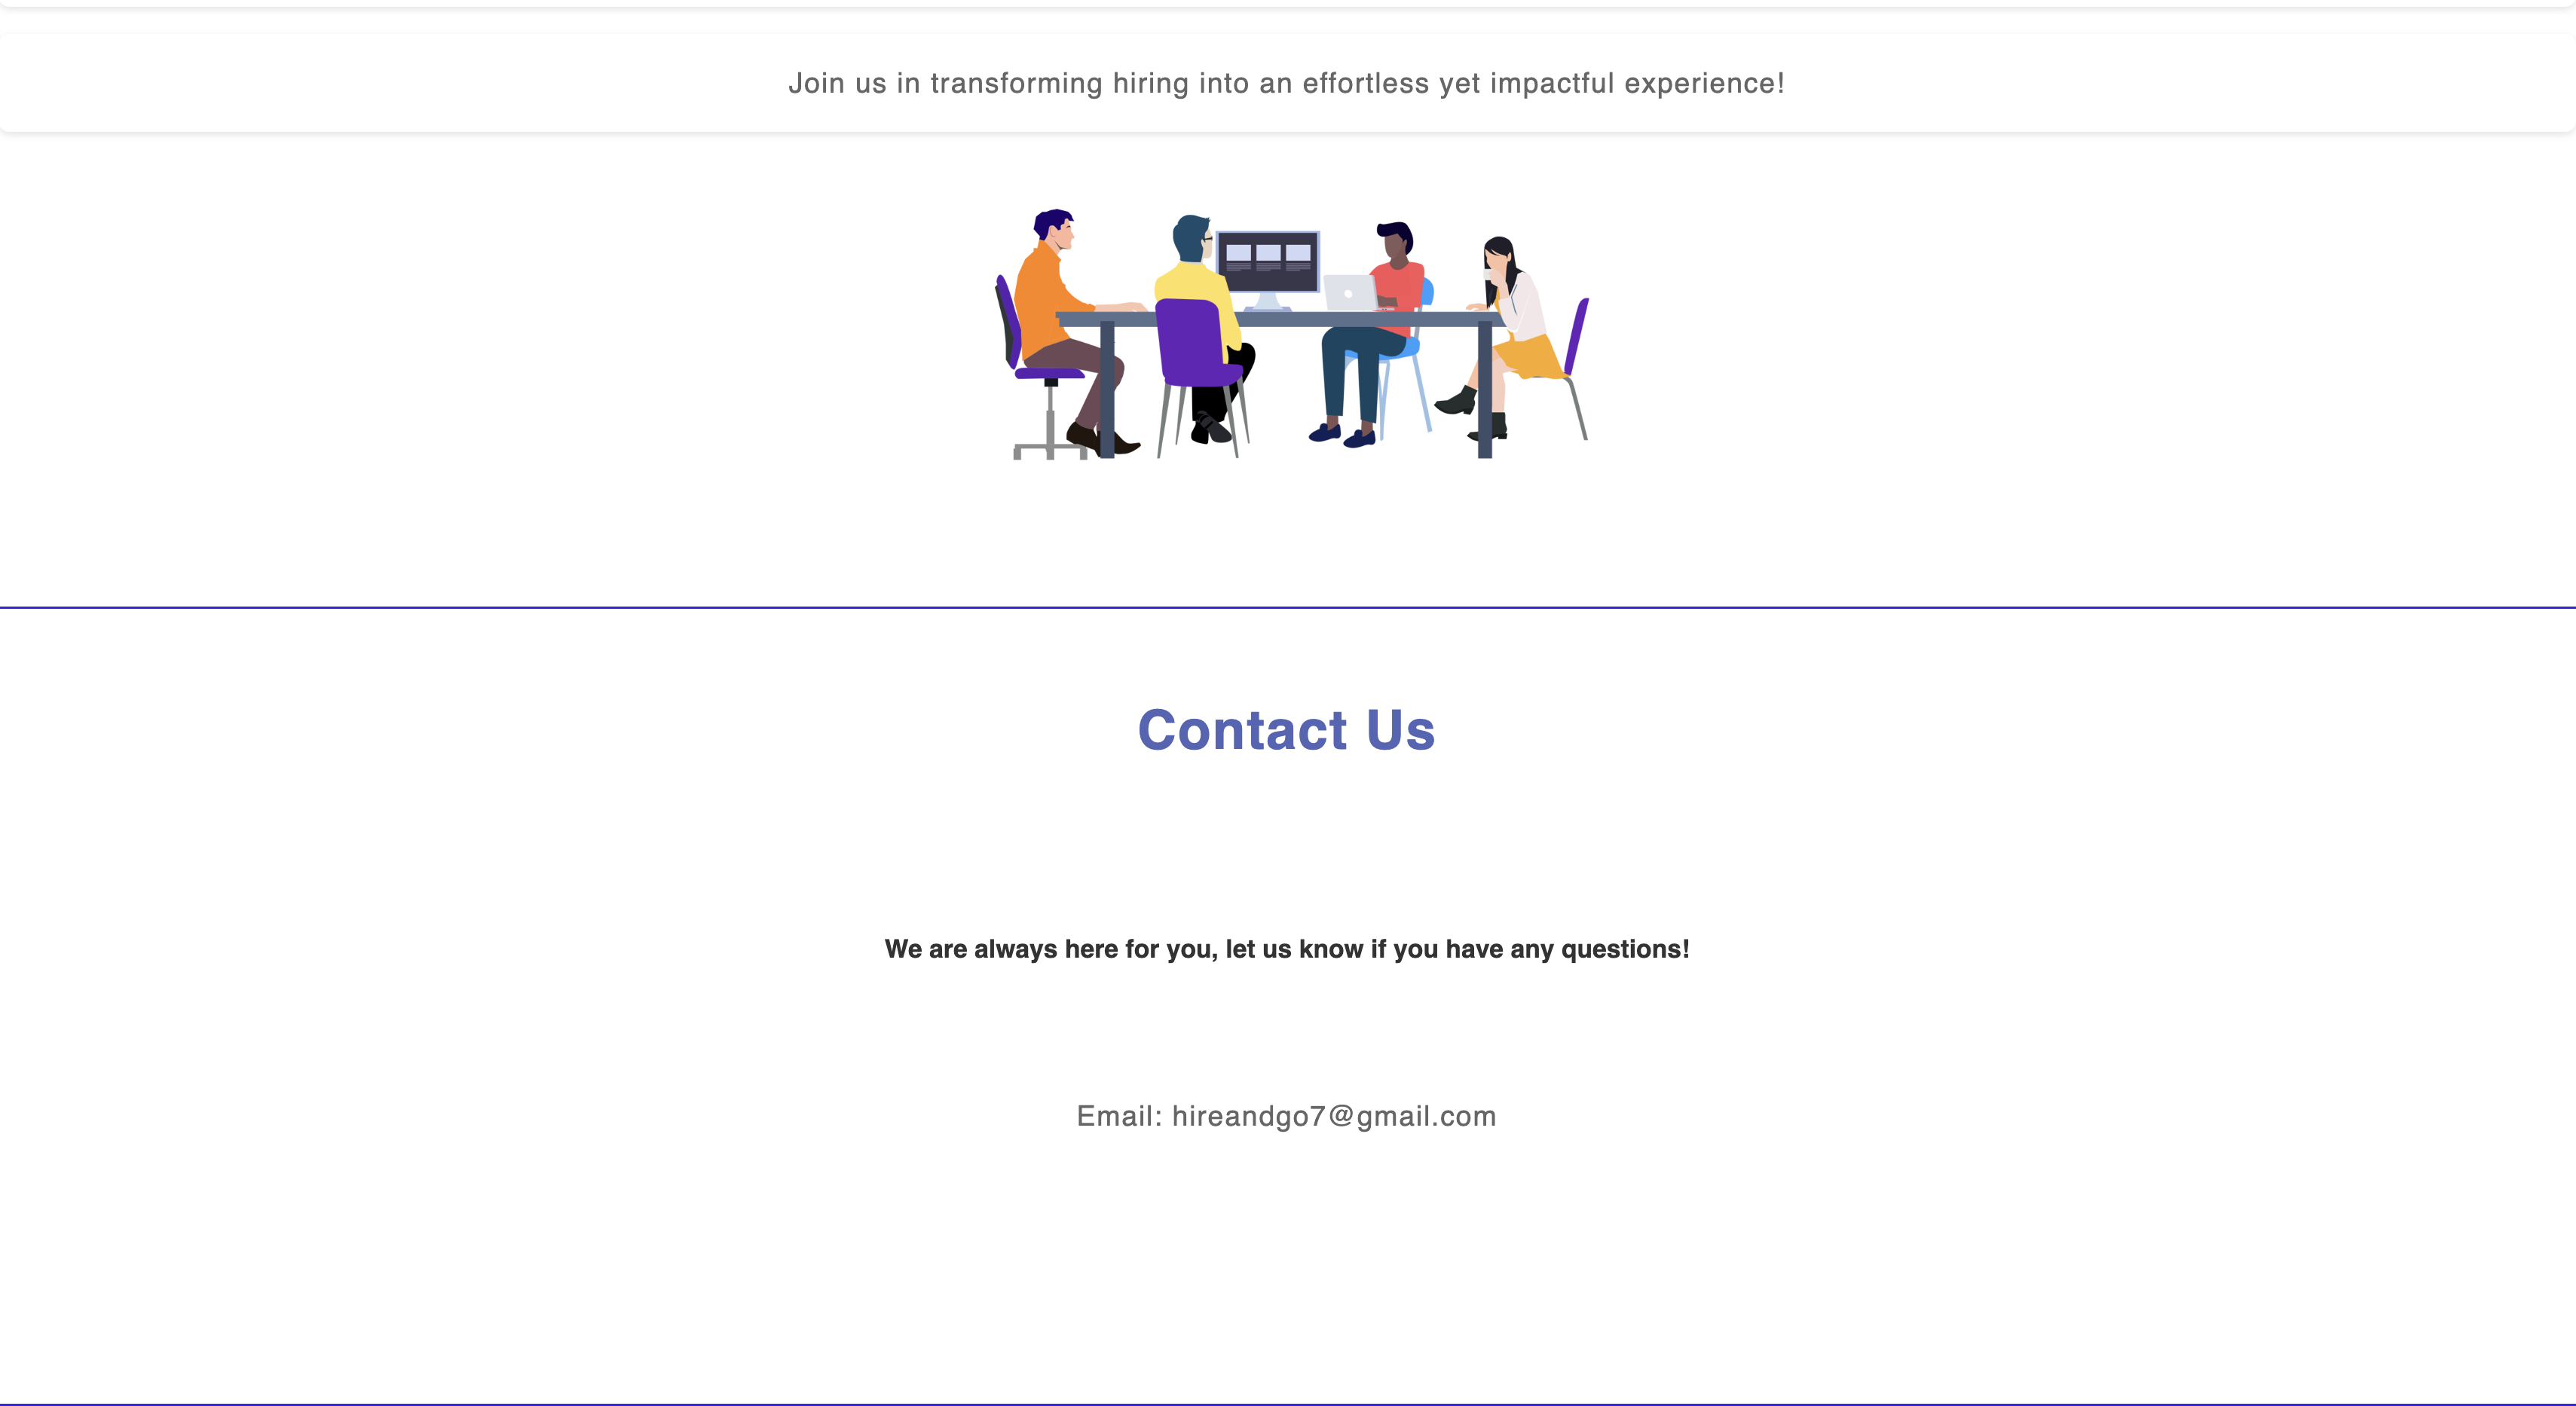 Join us in transforming hiring into an effortless yet impactful experience!
Contact Us
We are always here for you, let us know if you have any questions!
Email: hireandgo7@gmail.com